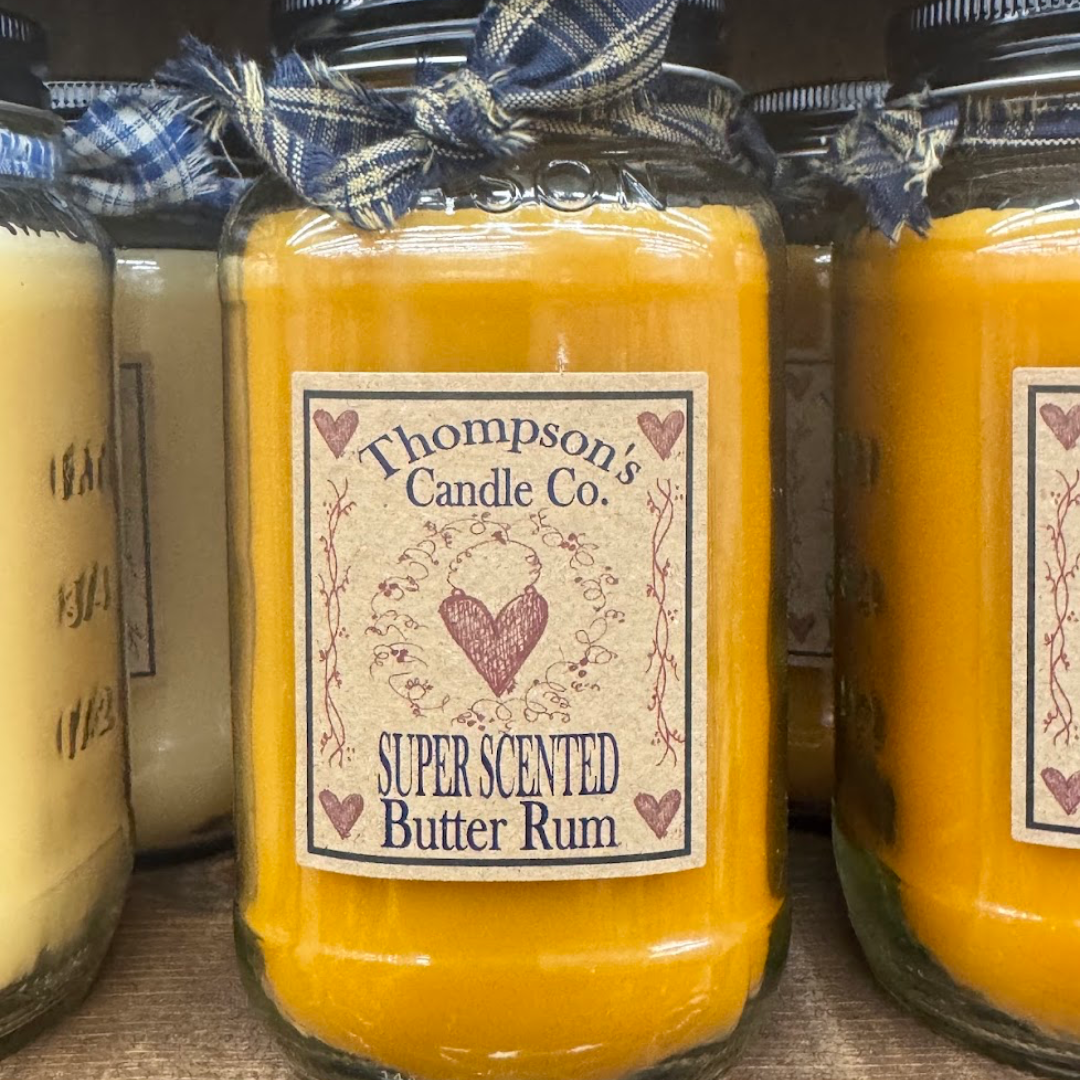 Thompson's
Candle Co.
SUPER SCENTED
Butter Rum